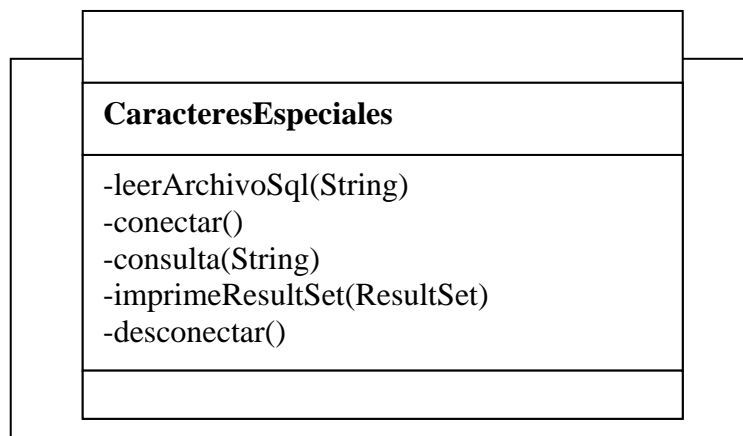 CaracteresEspeciales
-leerArchivoSql(String)
-conectar()
-consulta(String)
-imprimeResultSet(ResultSet)
-desconectar()